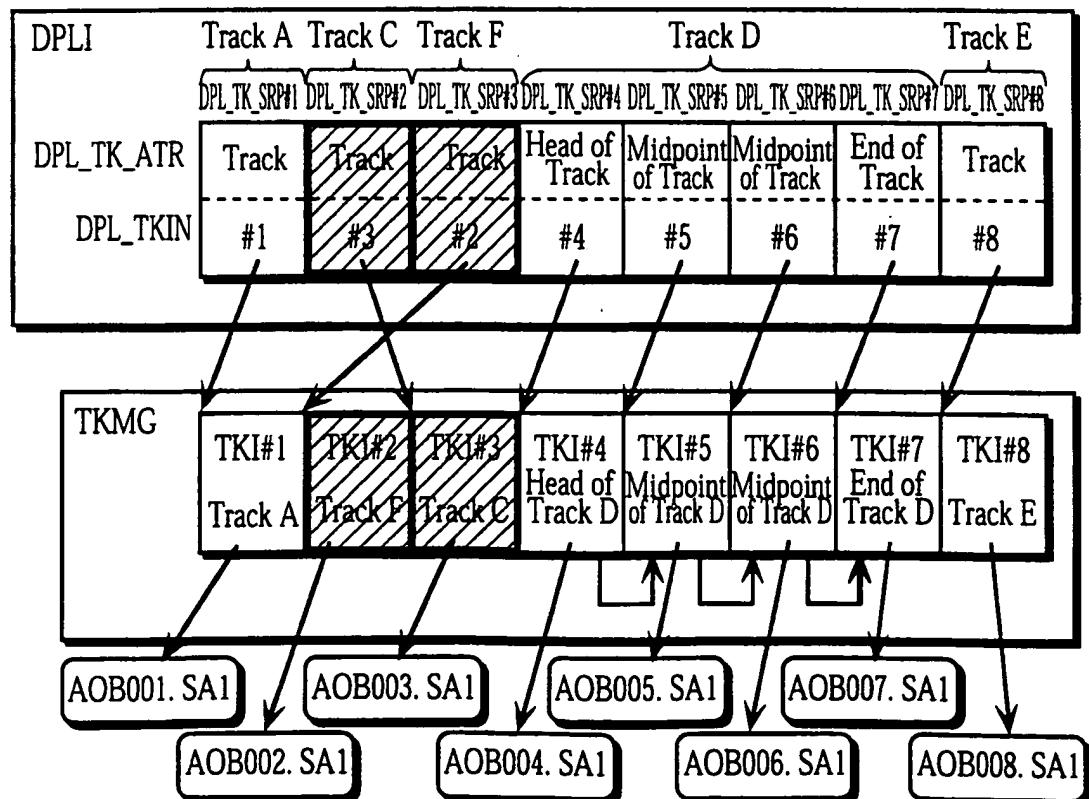 DPLI
Track A Track C Track F Track D Track E
DPL_TK_SRP#1 DPL_TK_SRP#2 DPL_TK_SRP#3 DPL_TK_SRP#4 DPL_TK_SRP#5 DPL_TK_SRP#6 DPL_TK_SRP#7 DPL_TK_SRP#8
DPL_TK_ATR
Track
Track
Track
Head of
Track
Midpoint
of Track
Midpoint
of Track
End of
Track
Track
DPL_TKIN
#1 #3 #2 #4 #5 #6 #7 #8
TKMG
TKI#1
Track A
TKI#2
Track F
TKI#3
Track C
TKI#4
Head of
Track D
TKI#5
Midpoint
of Track D
TKI#6
Midpoint
of Track D
TKI#7
End of
Track D
TKI#8
Track E
AOB001. SA1 AOB003. SA1 AOB005. SA1 AOB007. SA1
AOB002. SA1 AOB004. SA1 AOB006. SA1 AOB008. SA1